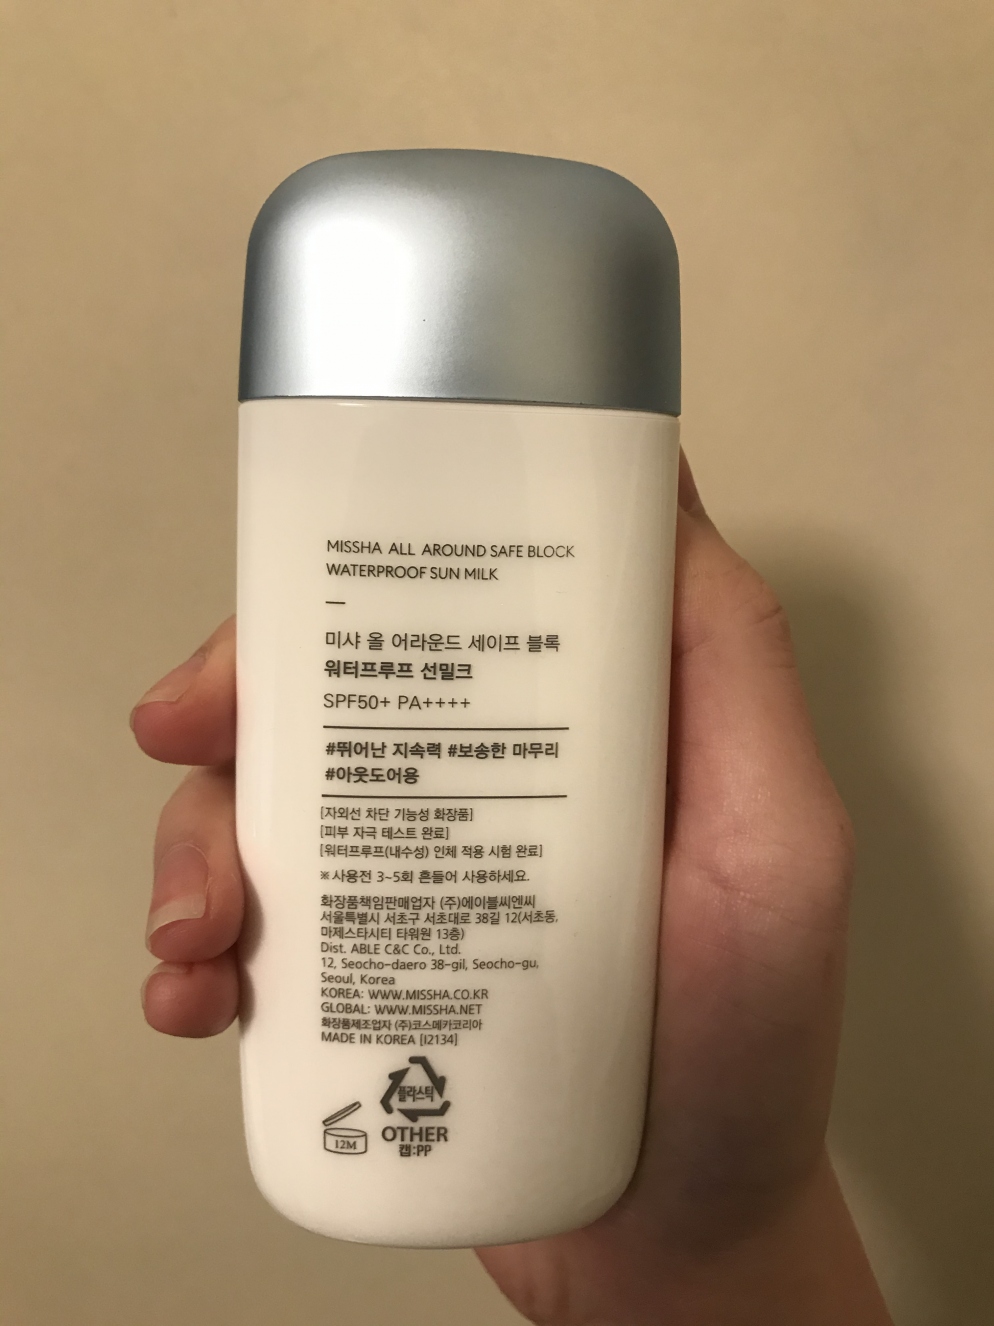 MISSHA ALL AROUND SAFE BLOCK
WATERPROOF SUN MILK
—
미샤 올 어라운드 세이프 블록
워터프루프 선밀크
SPF50+ PA++++
#뛰어난 지속력 #보송한 마무리
#아웃도어용
[자외선 차단 기능성 화장품]
[피부 자극 테스트 완료]
[워터프루프(내수성) 인체 적용 시험 완료]
※사용전 3~5회 흔들어 사용하세요.
화장품책임판매업자 (주)에이블씨엔씨
서울특별시 서초구 서초대로 38길 12(서초동,
마제스타시티 타워원 13층)
Dist. ABLE C&C Co., Ltd.
12, Seocho-daero 38-gil, Seocho-gu,
Seoul, Korea
KOREA: WWW.MISSHA.CO.KR
GLOBAL: WWW.MISSHA.NET
화장품제조업자 (주)코스메카코리아
MADE IN KOREA [I2134]
플라스틱
12M
OTHER
캡:PP